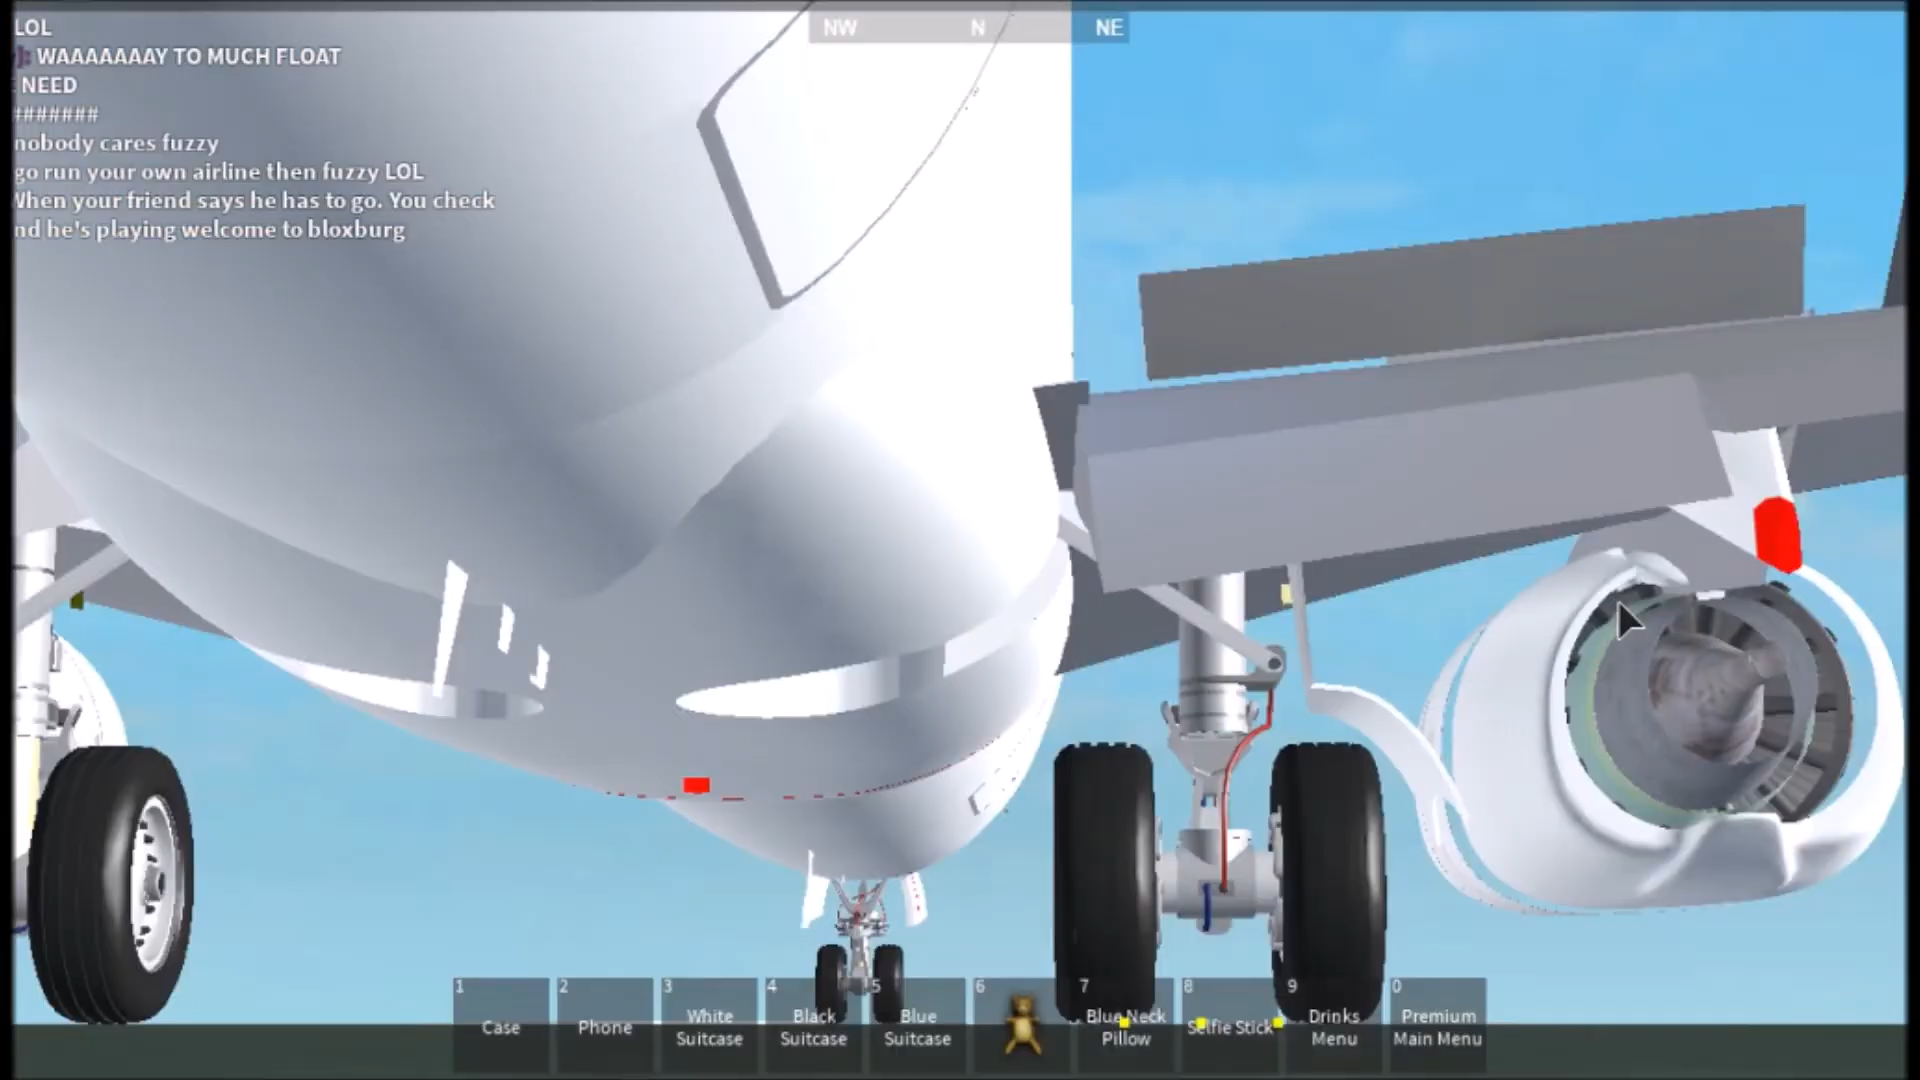 LOL
NW N NE
: WAAAAAAAY TO MUCH FLOAT
: NEED
#######
nobody cares fuzzy
go run your own airline then fuzzy LOL
When your friend says he has to go. You check
nd he's playing welcome to bloxburg
1 Case
2 Phone
3 White Suitcase
4 Black Suitcase
5 Blue Suitcase
6
7 Blue Neck Pillow
8 Selfie Stick
9 Drinks Menu
0 Premium Main Menu